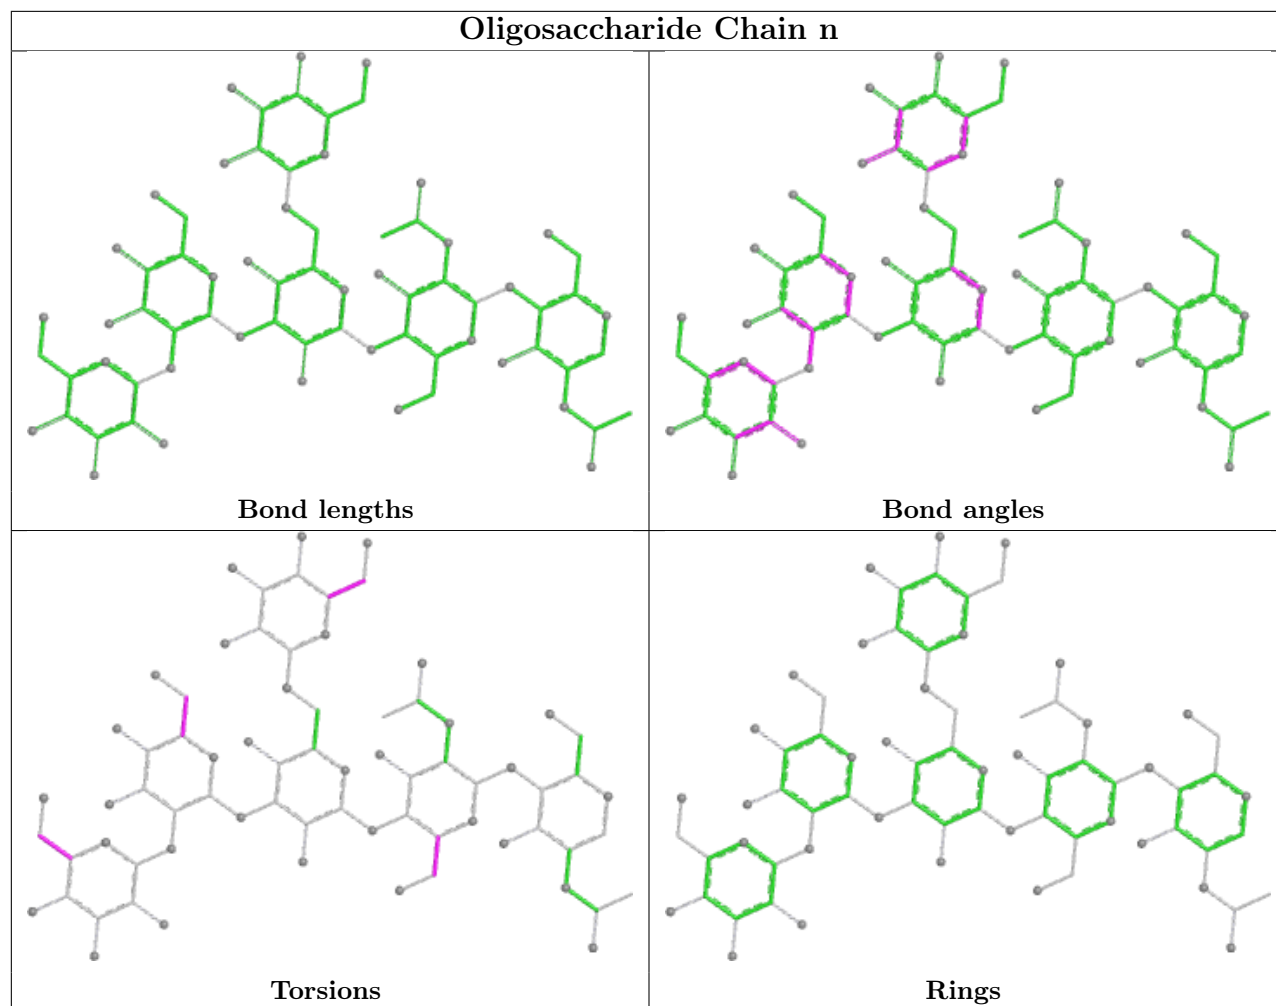 Oligosaccharide Chain n
Bond lengths
Bond angles
Torsions
Rings